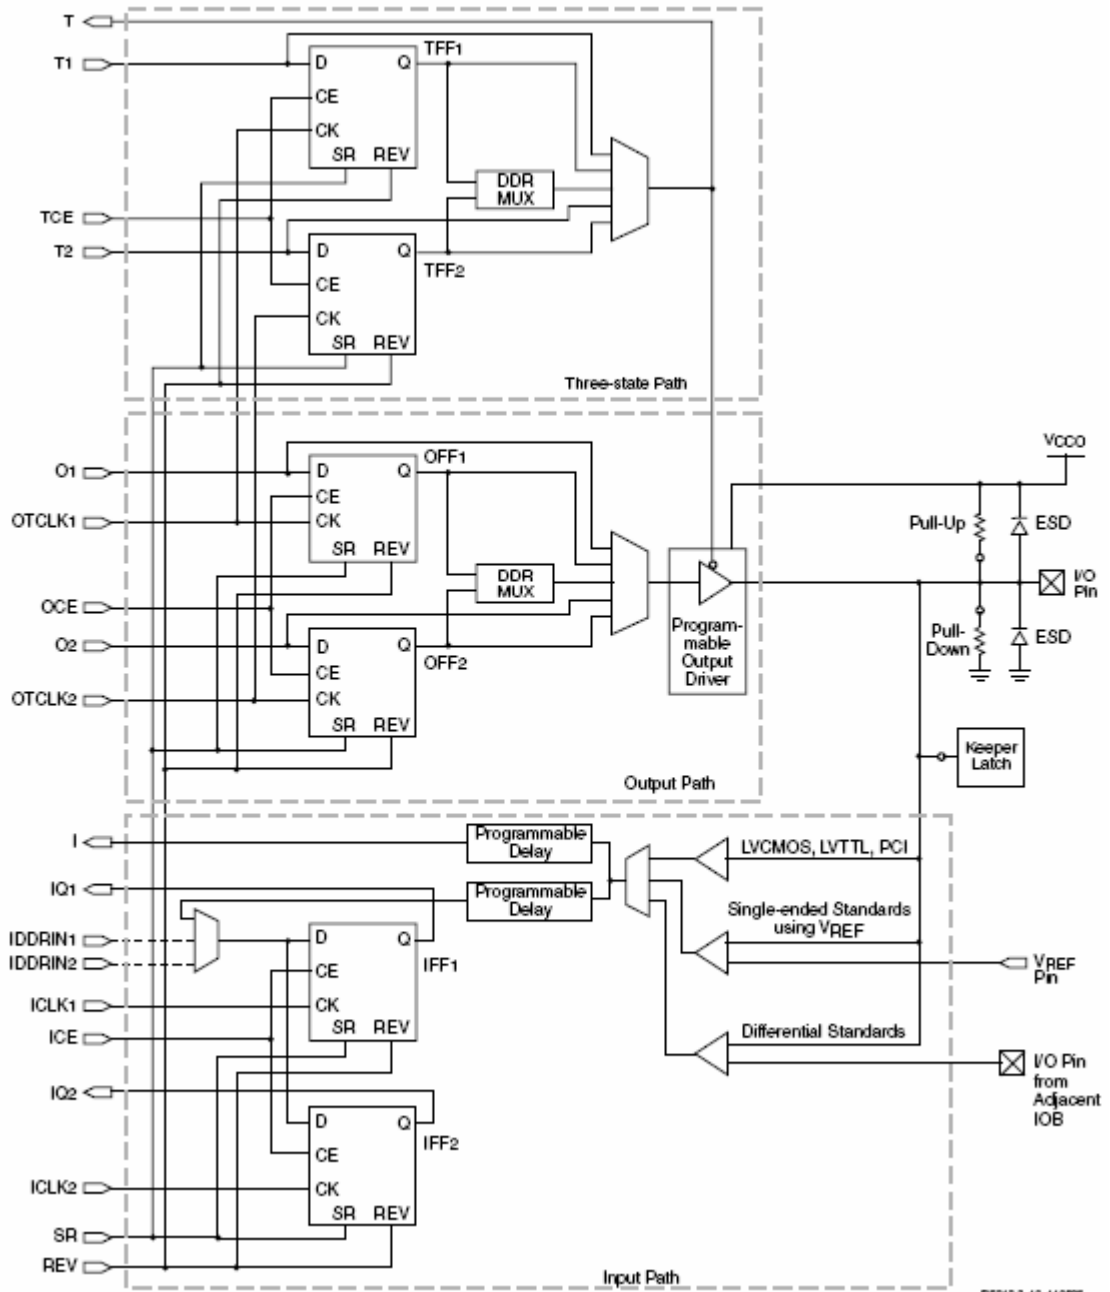 T
T1
D
Q
TFF1
CE
CK
SR
REV
DDR
MUX
TCE
T2
D
Q
TFF2
CE
CK
SR
REV
Three-state Path
VCCO
O1
D
Q
OFF1
CE
OTCLK1
CK
Pull-Up
ESD
SR
REV
DDR
MUX
I/O
Pin
OCE
Program-
mable
Output
Driver
Pull-
Down
ESD
O2
D
Q
OFF2
CE
OTCLK2
CK
SR
REV
Keeper
Latch
Output Path
I
Programmable
Delay
LVCMOS, LVTTL, PCI
IQ1
Programmable
Delay
Single-ended Standards
using VREF
IDDRIN1
IDDRIN2
D
Q
IFF1
CE
VREF
Pin
ICLK1
CK
ICE
SR
REV
Differential Standards
I/O Pin
from
Adjacent
IOB
IQ2
D
Q
IFF2
CE
ICLK2
CK
SR
REV
SR
REV
Input Path